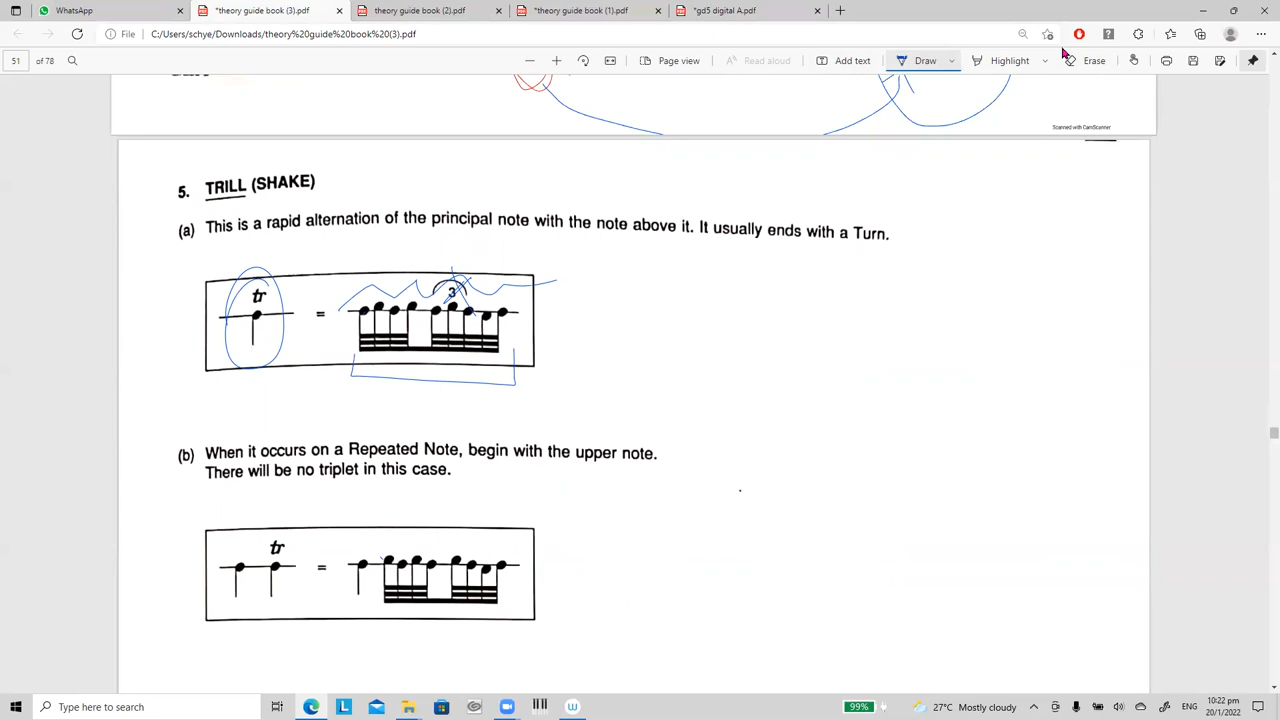 WhatsApp
*theory guide book (3).pdf
theory guide book (2).pdf
*theory guide book (1).pdf
*gd5 digital A.pdf
File
C:/Users/schye/Downloads/theory%20guide%20book%20(3).pdf
51 of 78
Page view
Read aloud
Add text
Draw
Highlight
Erase
Scanned with CamScanner
5. TRILL (SHAKE)
(a) This is a rapid alternation of the principal note with the note above it. It usually ends with a Turn.
tr = 3
(b) When it occurs on a Repeated Note, begin with the upper note.
There will be no triplet in this case.
tr
=
Type here to search
99%
27°C Mostly cloudy
ENG
10:22 pm
20/1/2022